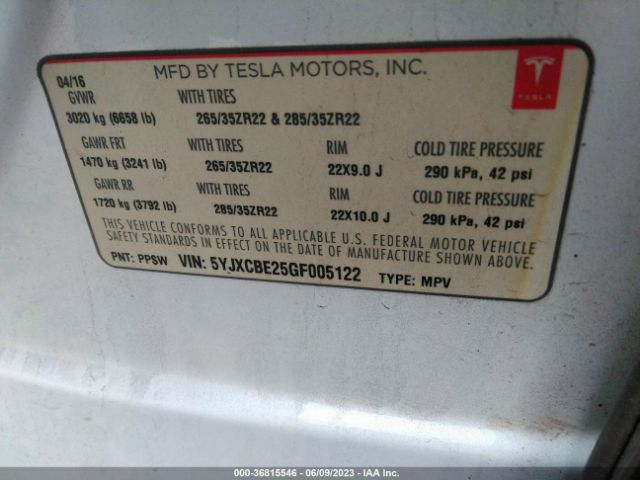 MFD BY TESLA MOTORS, INC.
TESLA
04/16
GVWR WITH TIRES
3020 kg (6658 lb) 265/35ZR22 & 285/35ZR22
GAWR FRT WITH TIRES RIM COLD TIRE PRESSURE
1470 kg (3241 lb) 265/35ZR22 22X9.0 J 290 kPa, 42 psi
GAWR RR WITH TIRES RIM COLD TIRE PRESSURE
1720 kg (3792 lb) 285/35ZR22 22X10.0 J 290 kPa, 42 psi
THIS VEHICLE CONFORMS TO ALL APPLICABLE U.S. FEDERAL MOTOR VEHICLE
SAFETY STANDARDS IN EFFECT ON THE DATE OF MANUFACTURE SHOWN ABOVE.
PNT: PPSW VIN: 5YJXCBE25GF005122 TYPE: MPV
000-36815546 - 06/09/2023 - IAA Inc.